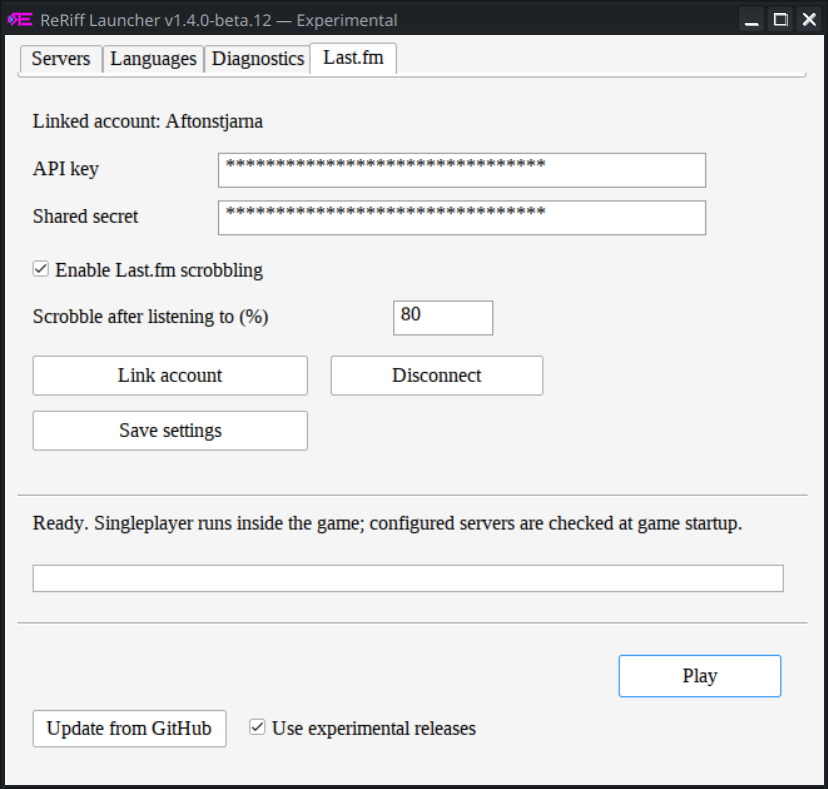 ReRiff Launcher v1.4.0-beta.12 — Experimental
Servers Languages Diagnostics Last.fm
Linked account: Aftonstjarna
API key ********************************
Shared secret ********************************
Enable Last.fm scrobbling
Scrobble after listening to (%) 80
Link account Disconnect
Save settings
Ready. Singleplayer runs inside the game; configured servers are checked at game startup.
Play
Update from GitHub Use experimental releases